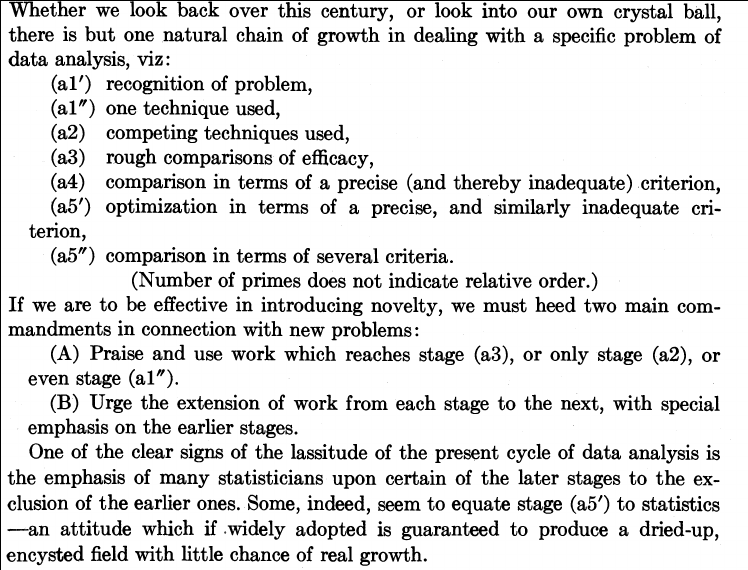 Whether we look back over this century, or look into our own crystal ball,
there is but one natural chain of growth in dealing with a specific problem of
data analysis, viz:
(a1′) recognition of problem,
(a1″) one technique used,
(a2) competing techniques used,
(a3) rough comparisons of efficacy,
(a4) comparison in terms of a precise (and thereby inadequate) criterion,
(a5′) optimization in terms of a precise, and similarly inadequate cri-
terion,
(a5″) comparison in terms of several criteria.
(Number of primes does not indicate relative order.)
If we are to be effective in introducing novelty, we must heed two main com-
mandments in connection with new problems:
(A) Praise and use work which reaches stage (a3), or only stage (a2), or
even stage (a1″).
(B) Urge the extension of work from each stage to the next, with special
emphasis on the earlier stages.
One of the clear signs of the lassitude of the present cycle of data analysis is
the emphasis of many statisticians upon certain of the later stages to the ex-
clusion of the earlier ones. Some, indeed, seem to equate stage (a5′) to statistics
—an attitude which if widely adopted is guaranteed to produce a dried-up,
encysted field with little chance of real growth.